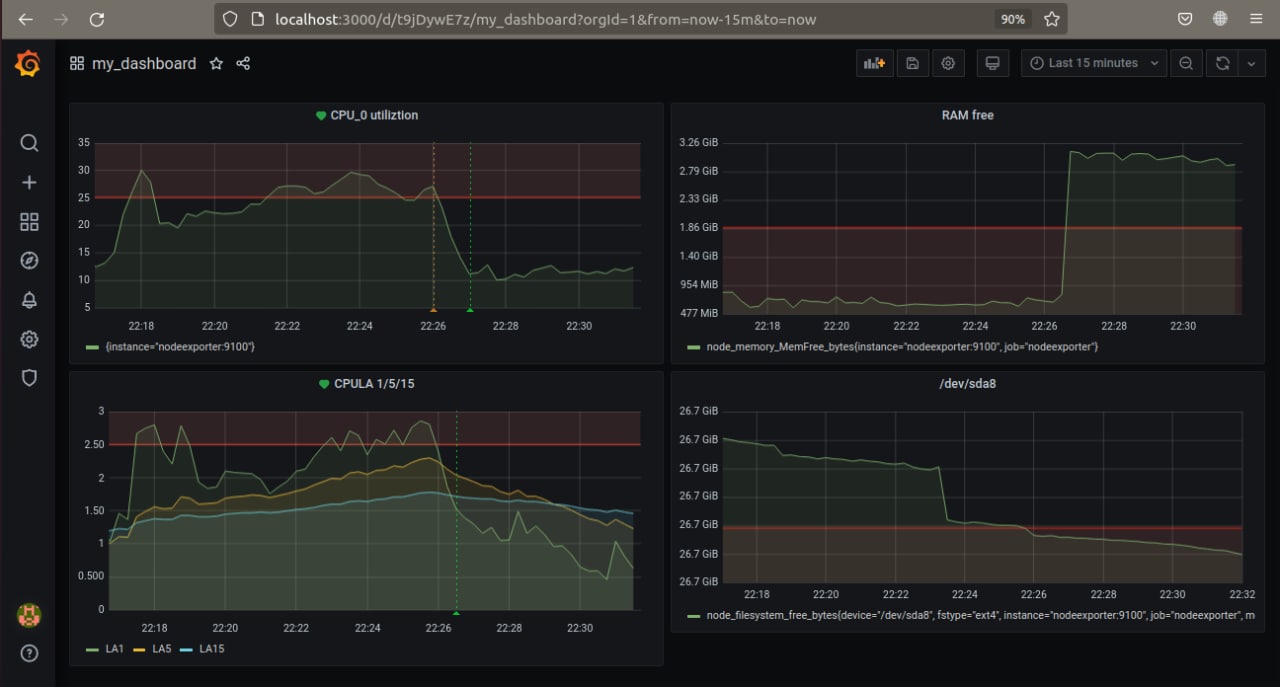 localhost:3000/d/t9jDywE7z/my_dashboard?orgId=1&from=now-15m&to=now
90%
my_dashboard
Last 15 minutes
CPU_0 utiliztion
35
30
25
20
15
10
5
22:18 22:20 22:22 22:24 22:26 22:28 22:30
{instance="nodeexporter:9100"}
RAM free
3.26 GiB
2.79 GiB
2.33 GiB
1.86 GiB
1.40 GiB
954 MiB
477 MiB
22:18 22:20 22:22 22:24 22:26 22:28 22:30
node_memory_MemFree_bytes{instance="nodeexporter:9100", job="nodeexporter"}
CPULA 1/5/15
3
2.50
2
1.50
1
0.500
0
22:18 22:20 22:22 22:24 22:26 22:28 22:30
LA1 LA5 LA15
/dev/sda8
26.7 GiB
26.7 GiB
26.7 GiB
26.7 GiB
26.7 GiB
26.7 GiB
26.7 GiB
22:18 22:20 22:22 22:24 22:26 22:28 22:30 22:32
node_filesystem_free_bytes{device="/dev/sda8", fstype="ext4", instance="nodeexporter:9100", job="nodeexporter", m